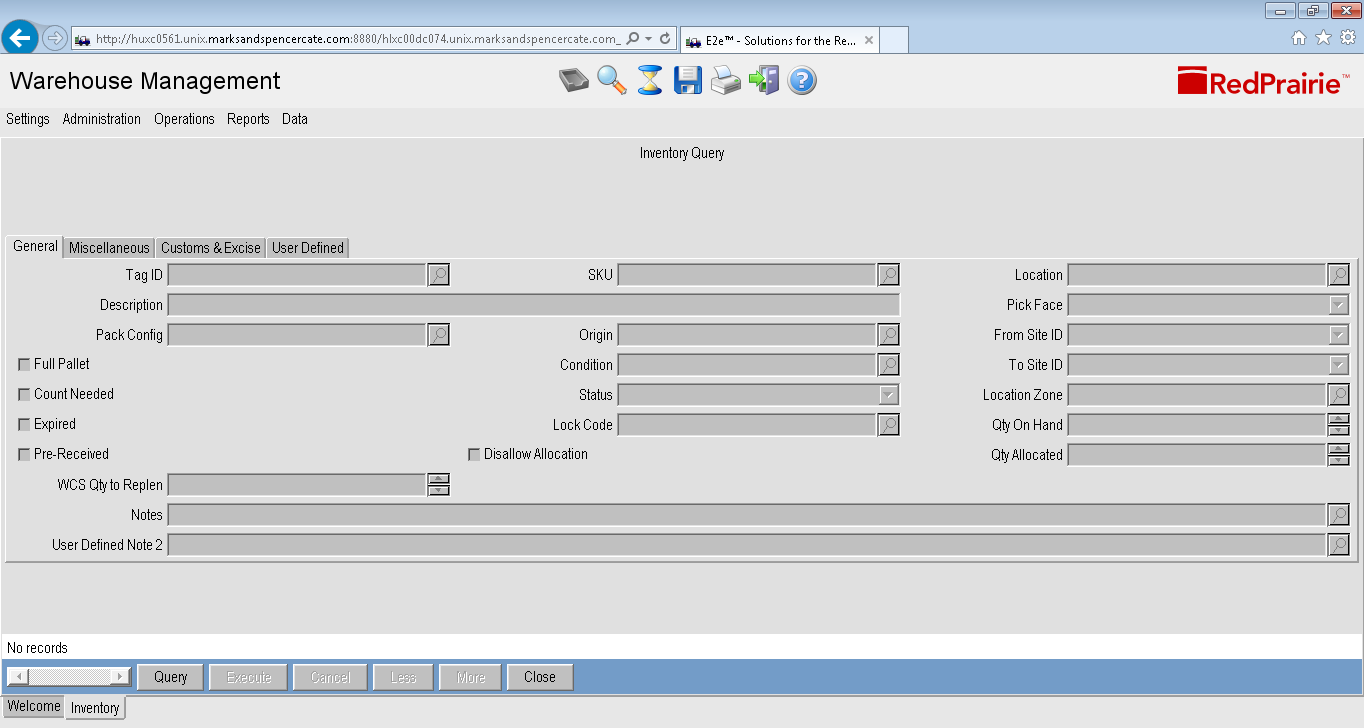 http://huxc0561.unix.marksandspencercate.com:8880/hlxc00dc074.unix.marksandspencercate.com_
E2e™ - Solutions for the Re...
Warehouse Management
RedPrairie™
Settings Administration Operations Reports Data
Inventory Query
General Miscellaneous Customs & Excise User Defined
Tag ID SKU Location
Description Pick Face
Pack Config Origin From Site ID
Full Pallet Condition To Site ID
Count Needed Status Location Zone
Expired Lock Code Qty On Hand
Pre-Received Disallow Allocation Qty Allocated
WCS Qty to Replen
Notes
User Defined Note 2
No records
Query Execute Cancel Less More Close
Welcome Inventory